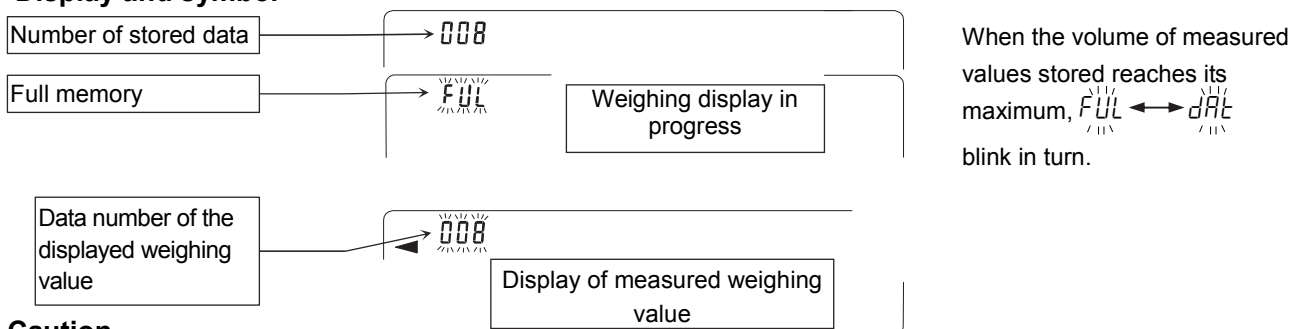 Display and symbol
Number of stored data
008
Full memory
FUL
Weighing display in
progress
When the volume of measured
values stored reaches its
maximum, FUL ⟷ dAt
blink in turn.
Data number of the
displayed weighing
value
008
Display of measured weighing
value
Caution